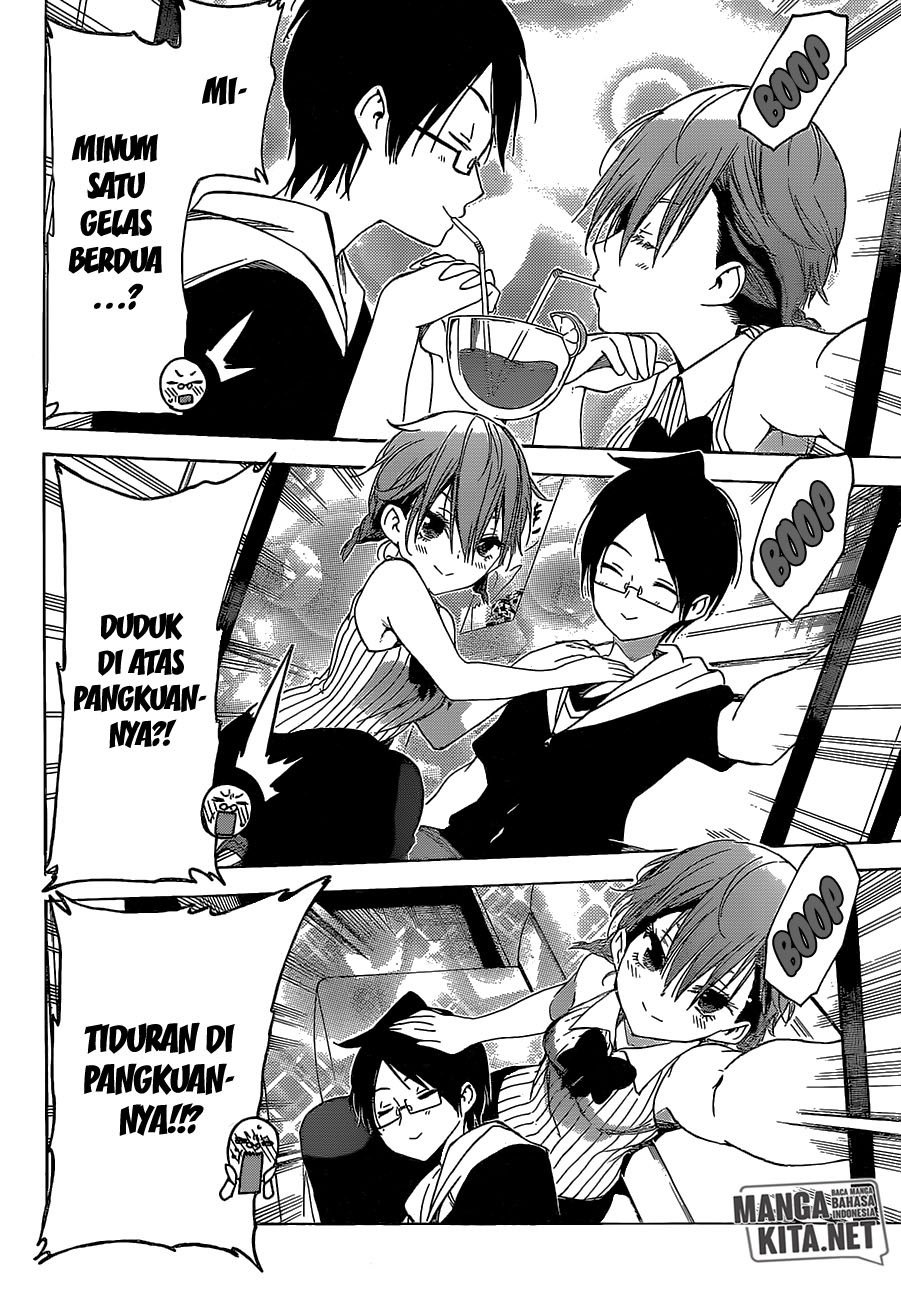 BOOP
MI-
MINUM
SATU
GELAS
BERDUA
...?
BOOP
DUDUK
DI ATAS
PANGKUAN-
NYA?!
BOOP
TIDURAN DI
PANGKUAN-
NYA!!?
MANGA
BACA MANGA
BAHASA
INDONESIA
KITA.NET